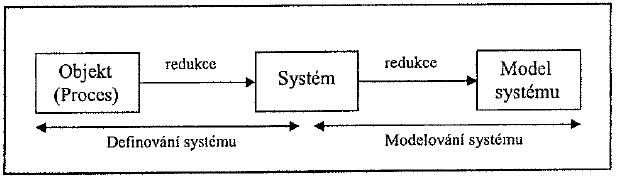 Objekt
(Proces)
redukce
Systém
redukce
Model
systému
Definování systému
Modelování systému